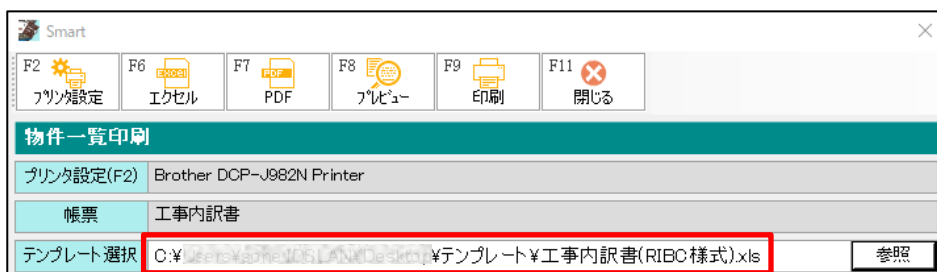 Smart
F2 F6 EXCEL F7 PDF F8 F9 F11
プリンタ設定 エクセル PDF プレビュー 印刷 閉じる
物件一覧印刷
プリンタ設定(F2) Brother DCP-J982N Printer
帳票 工事内訳書
テンプレート選択 C:¥ ¥テンプレート¥工事内訳書(RIBC様式).xls 参照